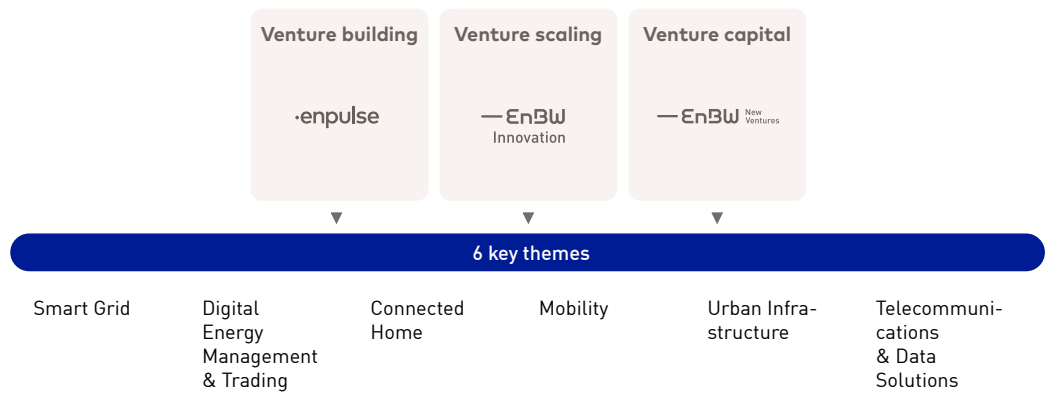 Venture building
Venture scaling
Venture capital
·enpulse
EnBW
Innovation
EnBW New
Ventures
6 key themes
Smart Grid
Digital
Energy
Management
& Trading
Connected
Home
Mobility
Urban Infra-
structure
Telecommuni-
cations
& Data
Solutions